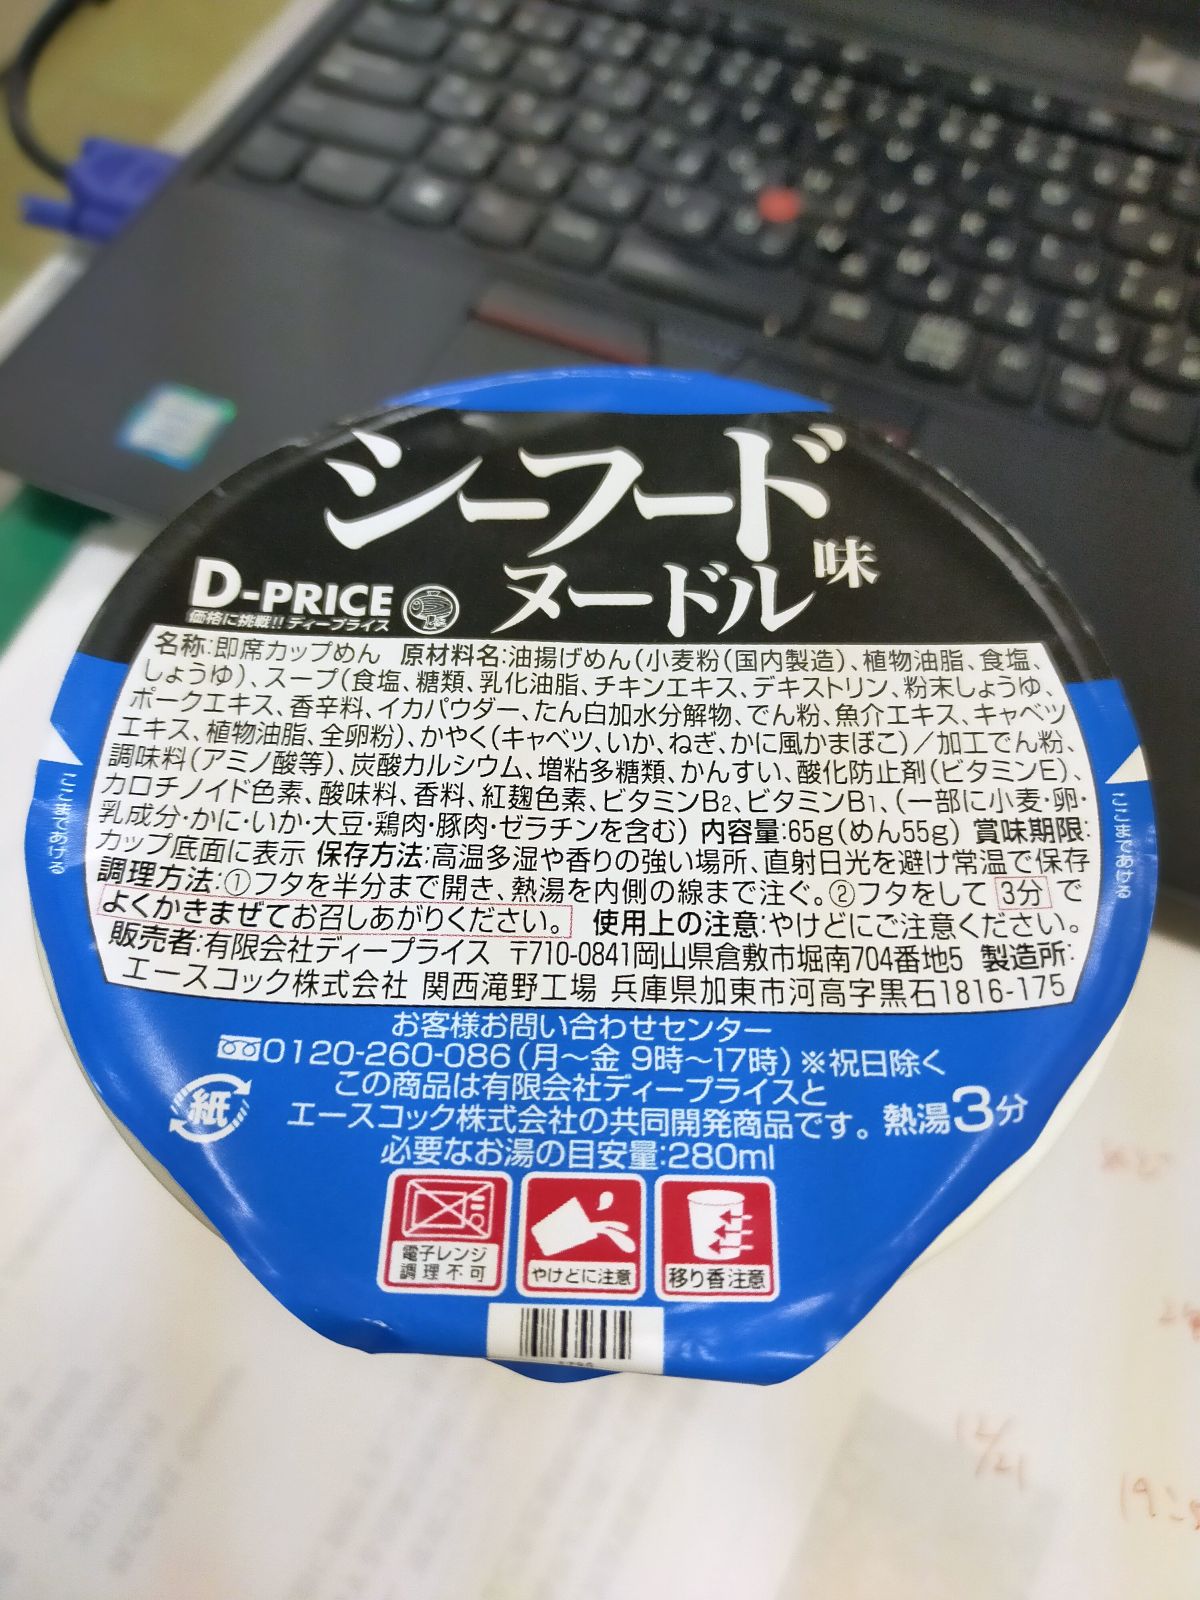 シーフード味
ヌードル
D-PRICE
価格に挑戦!! ディープライス
名称:即席カップめん 原材料名:油揚げめん(小麦粉(国内製造)、植物油脂、食塩、
しょうゆ)、スープ(食塩、糖類、乳化油脂、チキンエキス、デキストリン、粉末しょうゆ、
ポークエキス、香辛料、イカパウダー、たん白加水分解物、でん粉、魚介エキス、キャベツ
エキス、植物油脂、全卵粉)、かやく(キャベツ、いか、ねぎ、かに風かまぼこ)/加工でん粉、
調味料(アミノ酸等)、炭酸カルシウム、増粘多糖類、かんすい、酸化防止剤(ビタミンE)、
カロチノイド色素、酸味料、香料、紅麹色素、ビタミンB2、ビタミンB1、(一部に小麦・卵・
乳成分・かに・いか・大豆・鶏肉・豚肉・ゼラチンを含む) 内容量:65g(めん55g) 賞味期限:
カップ底面に表示 保存方法:高温多湿や香りの強い場所、直射日光を避け常温で保存
調理方法:①フタを半分まで開き、熱湯を内側の線まで注ぐ。②フタをして3分で
よくかきまぜてお召しあがりください。 使用上の注意:やけどにご注意ください。
販売者:有限会社ディープライス 〒710-0841岡山県倉敷市堀南704番地5 製造所:
エースコック株式会社 関西滝野工場 兵庫県加東市河高字黒石1816-175
ここまであける
ここまであける
お客様お問い合わせセンター
0120-260-086(月～金 9時～17時)※祝日除く
この商品は有限会社ディープライスと
エースコック株式会社の共同開発商品です。 熱湯3分
必要なお湯の目安量:280ml
紙
電子レンジ
調理不可
やけどに注意
移り香注意
12/21